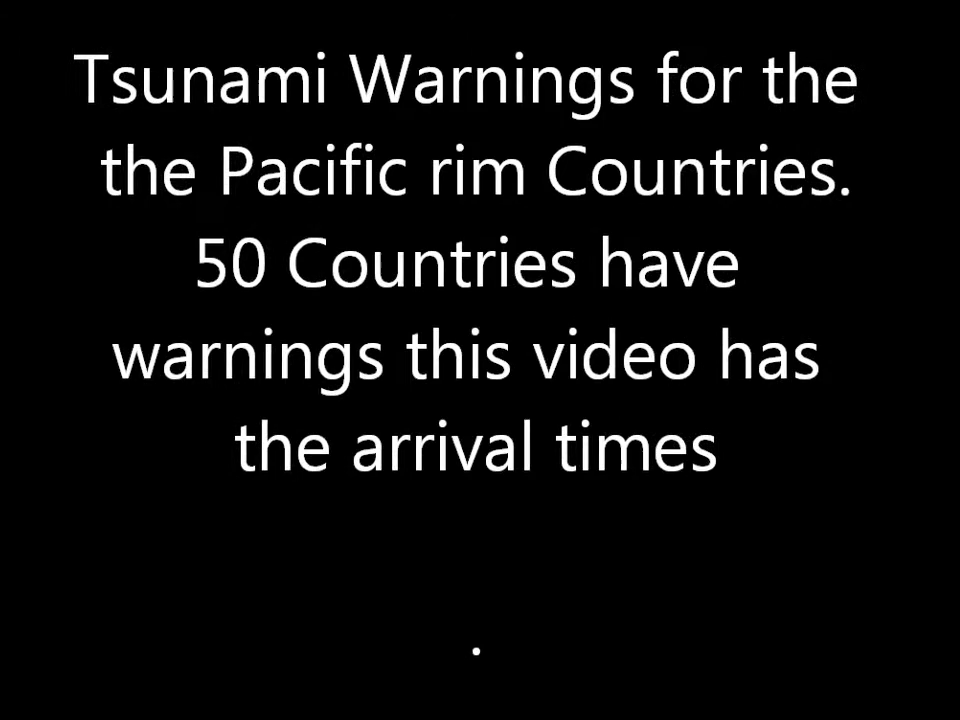 Tsunami Warnings for the
the Pacific rim Countries.
50 Countries have
warnings this video has
the arrival times
.